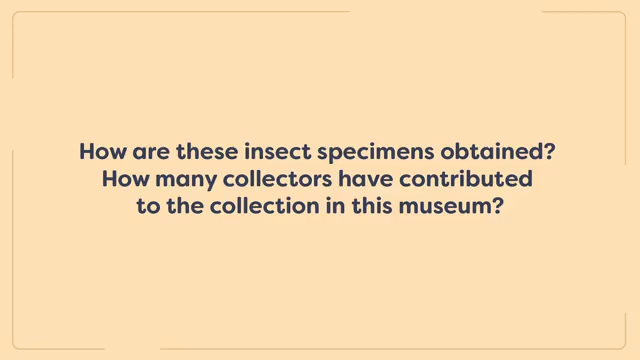 How are these insect specimens obtained?
How many collectors have contributed
to the collection in this museum?